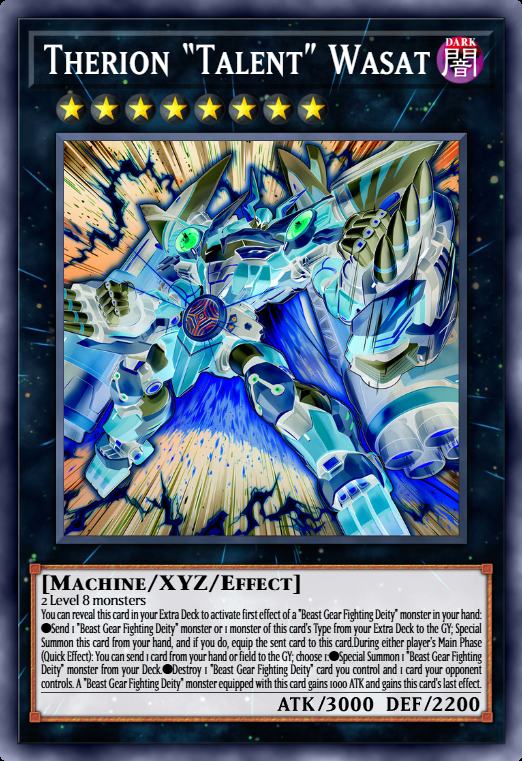 THERION "TALENT" WASAT
DARK
闇
[MACHINE/XYZ/EFFECT]
2 Level 8 monsters
You can reveal this card in your Extra Deck to activate first effect of a "Beast Gear Fighting Deity" monster in your hand:
●Send 1 "Beast Gear Fighting Deity" monster or 1 monster of this card's Type from your Extra Deck to the GY; Special
Summon this card from your hand, and if you do, equip the sent card to this card.During either player's Main Phase
(Quick Effect): You can send 1 card from your hand or field to the GY; choose 1:●Special Summon 1 "Beast Gear Fighting
Deity" monster from your Deck.●Destroy 1 "Beast Gear Fighting Deity" card you control and 1 card your opponent
controls. A "Beast Gear Fighting Deity" monster equipped with this card gains 1000 ATK and gains this card's last effect.
ATK/3000 DEF/2200